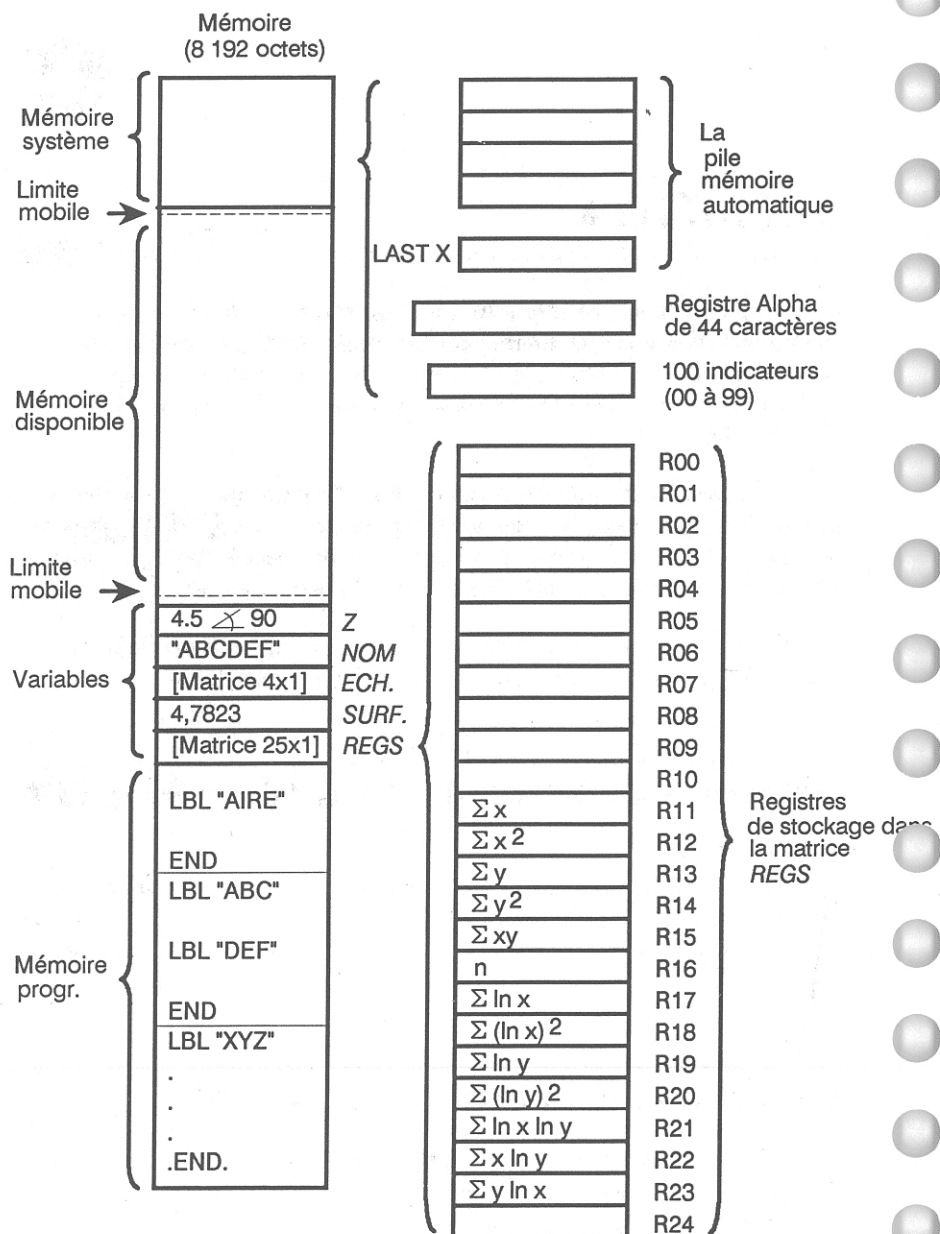 Mémoire
(8 192 octets)
Mémoire
système
Limite
mobile
Mémoire
disponible
Limite
mobile
Variables
4.5 ∡ 90
Z
"ABCDEF"
NOM
[Matrice 4x1]
ECH.
4,7823
SURF.
[Matrice 25x1]
REGS
Mémoire
progr.
LBL "AIRE"
END
LBL "ABC"
LBL "DEF"
END
LBL "XYZ"
.
.
.
.END.
La
pile
mémoire
automatique
LAST X
Registre Alpha
de 44 caractères
100 indicateurs
(00 à 99)
R00
R01
R02
R03
R04
R05
R06
R07
R08
R09
R10
Σ x R11
Σ x² R12
Σ y R13
Σ y² R14
Σ xy R15
n R16
Σ ln x R17
Σ (ln x)² R18
Σ ln y R19
Σ (ln y)² R20
Σ ln x ln y R21
Σ x ln y R22
Σ y ln x R23
R24
Registres
de stockage dans
la matrice
REGS